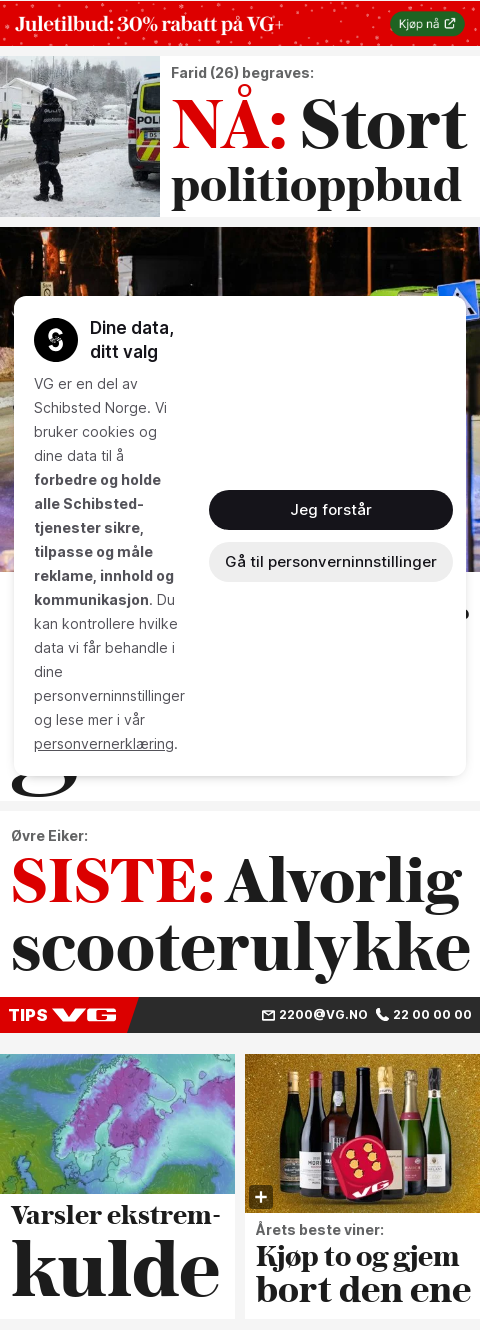 Juletilbud: 30% rabatt på VG+
Kjøp nå
Farid (26) begraves:
NÅ: Stort
politioppbud
Dine data,
ditt valg
VG er en del av
Schibsted Norge. Vi
bruker cookies og
dine data til å
forbedre og holde
alle Schibsted-
tjenester sikre,
tilpasse og måle
reklame, innhold og
kommunikasjon. Du
kan kontrollere hvilke
data vi får behandle i
dine
personverninnstillinger
og lese mer i vår
personvernerklæring.
Jeg forstår
Gå til personverninnstillinger
Øvre Eiker:
SISTE: Alvorlig
scooterulykke
TIPS VG
2200@VG.NO
22 00 00 00
Varsler ekstrem-
kulde
VG
Årets beste viner:
Kjøp to og gjem
bort den ene